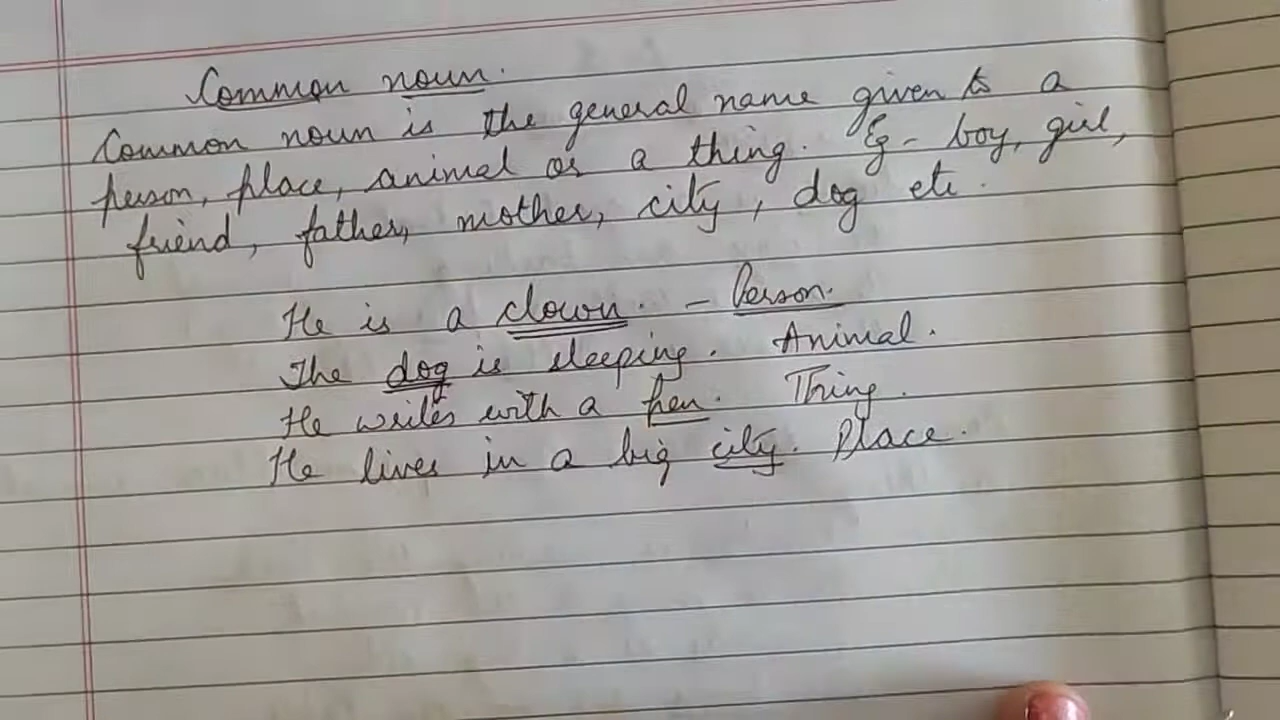 Common noun.
Common noun is the general name given to a
person, place, animal or a thing. Eg - boy, girl,
friend, father, mother, city, dog etc.
He is a clown. - Person.
The dog is sleeping. Animal.
He writes with a pen. Thing.
He lives in a big city. Place.